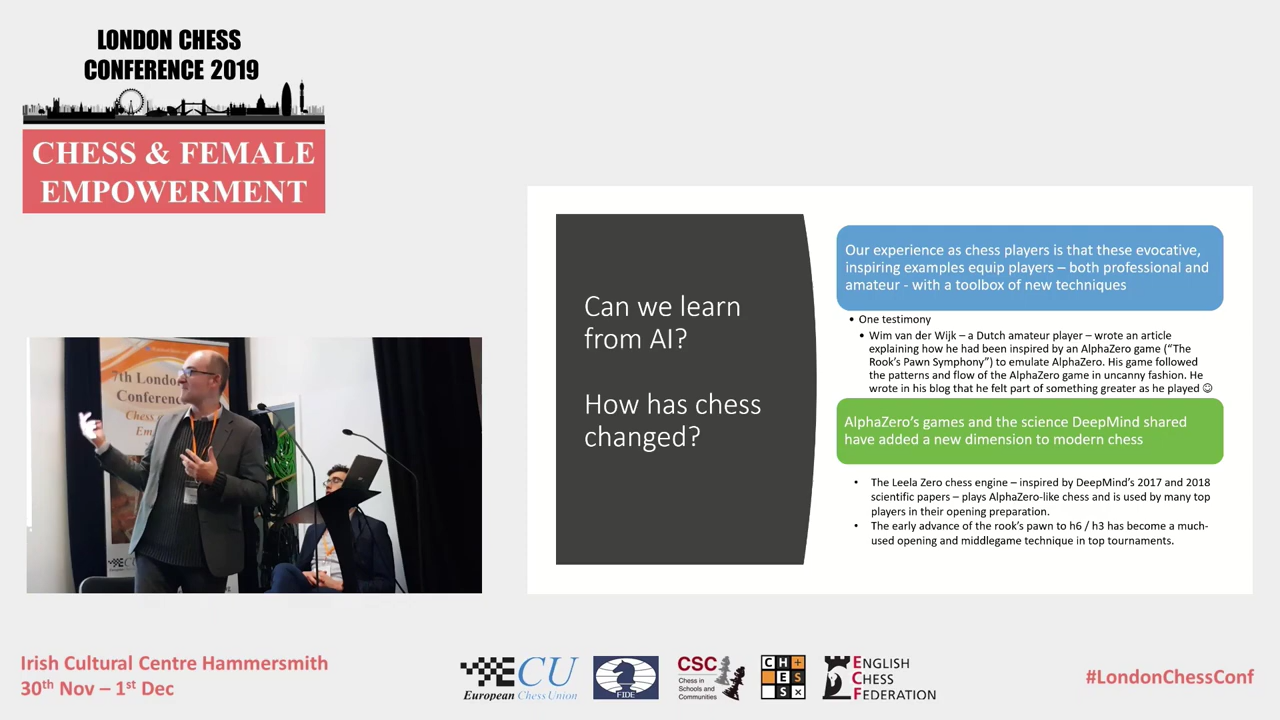 LONDON CHESS
CONFERENCE 2019
CHESS & FEMALE
EMPOWERMENT
7th London
Conference
Chess
Em
Can we learn
from AI?
How has chess
changed?
Our experience as chess players is that these evocative,
inspiring examples equip players – both professional and
amateur - with a toolbox of new techniques
• One testimony
• Wim van der Wijk – a Dutch amateur player – wrote an article
explaining how he had been inspired by an AlphaZero game ("The
Rook's Pawn Symphony") to emulate AlphaZero. His game followed
the patterns and flow of the AlphaZero game in uncanny fashion. He
wrote in his blog that he felt part of something greater as he played ☺
AlphaZero's games and the science DeepMind shared
have added a new dimension to modern chess
• The Leela Zero chess engine – inspired by DeepMind's 2017 and 2018
scientific papers – plays AlphaZero-like chess and is used by many top
players in their opening preparation.
• The early advance of the rook's pawn to h6 / h3 has become a much-
used opening and middlegame technique in top tournaments.
Irish Cultural Centre Hammersmith
30th Nov – 1st Dec
ECU
European Chess Union
FIDE
CSC
Chess in
Schools and
Communities
CH+
ES
Sx
ENGLISH
CHESS
FEDERATION
ECF
#LondonChessConf